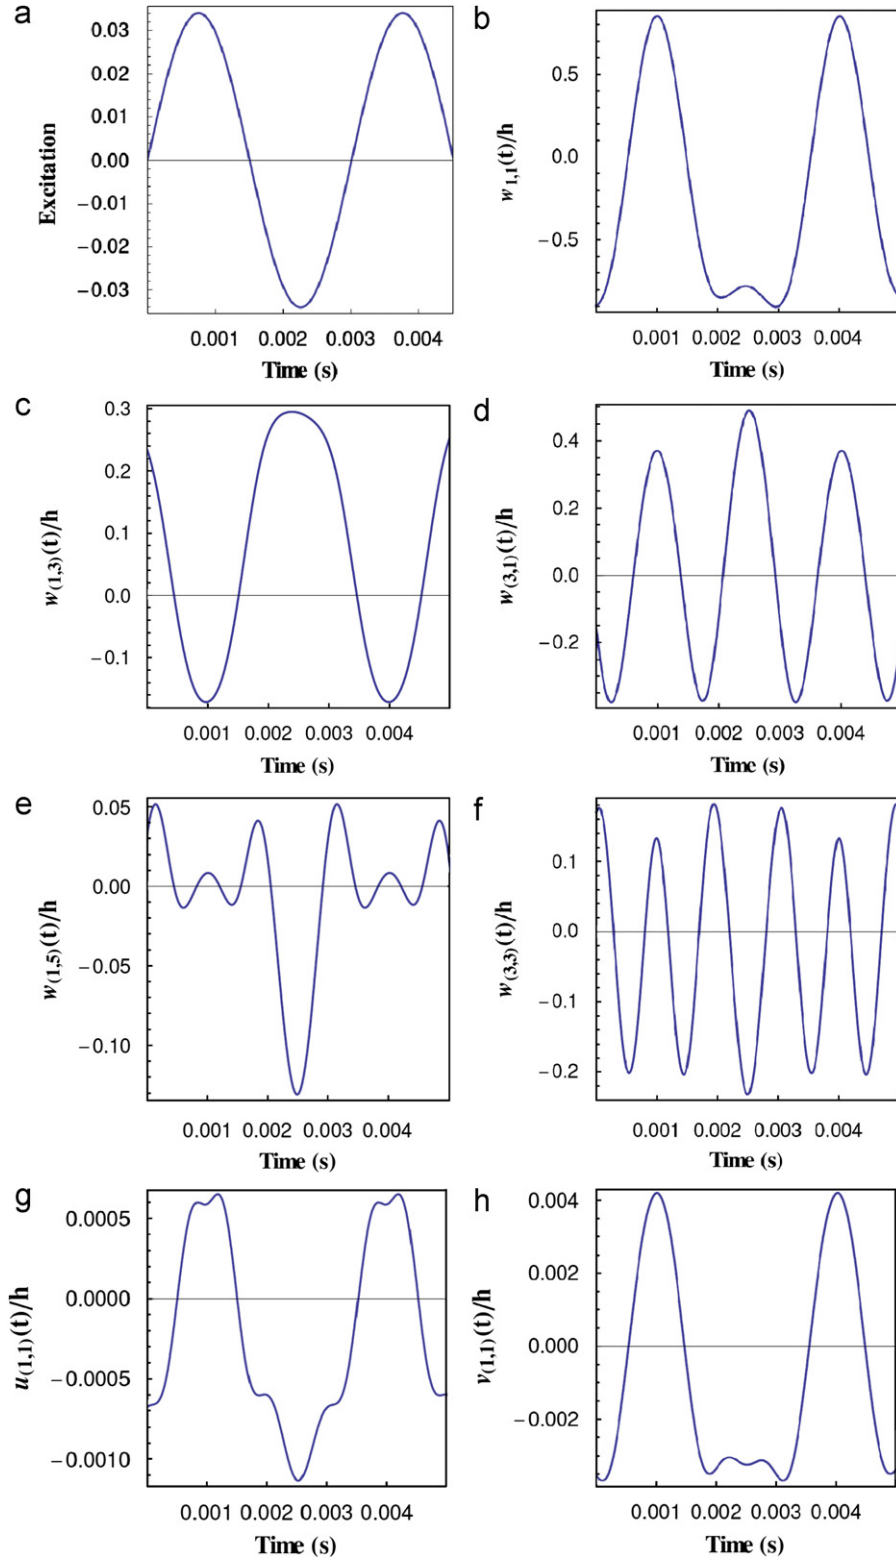 a
0.03
0.02
0.01
0.00
−0.01
−0.02
−0.03
Excitation
0.001 0.002 0.003 0.004
Time (s)
b
0.5
0.0
−0.5
w1,1(t)/h
0.001 0.002 0.003 0.004
Time (s)
c
0.3
0.2
0.1
0.0
−0.1
w(1,3)(t)/h
0.001 0.002 0.003 0.004
Time (s)
d
0.4
0.2
0.0
−0.2
w(3,1)(t)/h
0.001 0.002 0.003 0.004
Time (s)
e
0.05
0.00
−0.05
−0.10
w(1,5)(t)/h
0.001 0.002 0.003 0.004
Time (s)
f
0.1
0.0
−0.1
−0.2
w(3,3)(t)/h
0.001 0.002 0.003 0.004
Time (s)
g
0.0005
0.0000
−0.0005
−0.0010
u(1,1)(t)/h
0.001 0.002 0.003 0.004
Time (s)
h
0.004
0.002
0.000
−0.002
v(1,1)(t)/h
0.001 0.002 0.003 0.004
Time (s)